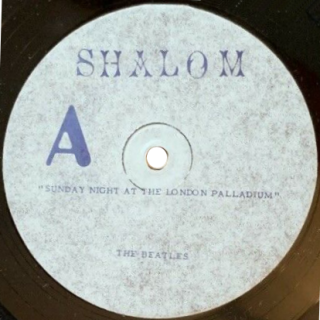 SHALOM
A
"SUNDAY NIGHT AT THE LONDON PALLADIUM"
THE BEATLES